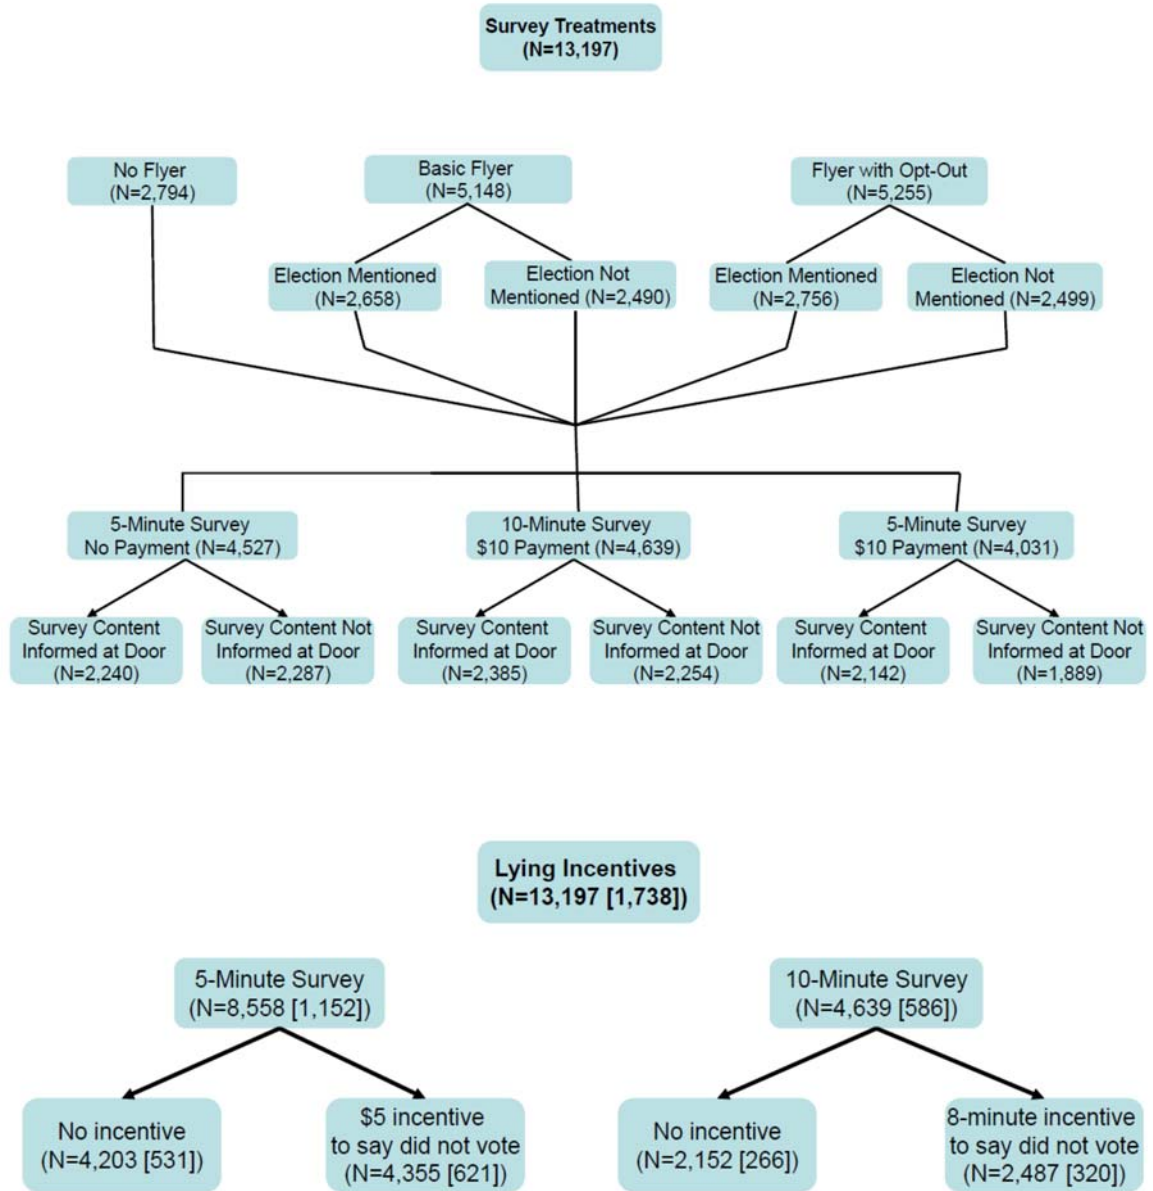 Survey Treatments
(N=13,197)
No Flyer
(N=2,794)
Basic Flyer
(N=5,148)
Flyer with Opt-Out
(N=5,255)
Election Mentioned
(N=2,658)
Election Not
Mentioned (N=2,490)
Election Mentioned
(N=2,756)
Election Not
Mentioned (N=2,499)
5-Minute Survey
No Payment (N=4,527)
10-Minute Survey
$10 Payment (N=4,639)
5-Minute Survey
$10 Payment (N=4,031)
Survey Content
Informed at Door
(N=2,240)
Survey Content Not
Informed at Door
(N=2,287)
Survey Content
Informed at Door
(N=2,385)
Survey Content Not
Informed at Door
(N=2,254)
Survey Content
Informed at Door
(N=2,142)
Survey Content Not
Informed at Door
(N=1,889)
Lying Incentives
(N=13,197 [1,738])
5-Minute Survey
(N=8,558 [1,152])
10-Minute Survey
(N=4,639 [586])
No incentive
(N=4,203 [531])
$5 incentive
to say did not vote
(N=4,355 [621])
No incentive
(N=2,152 [266])
8-minute incentive
to say did not vote
(N=2,487 [320])